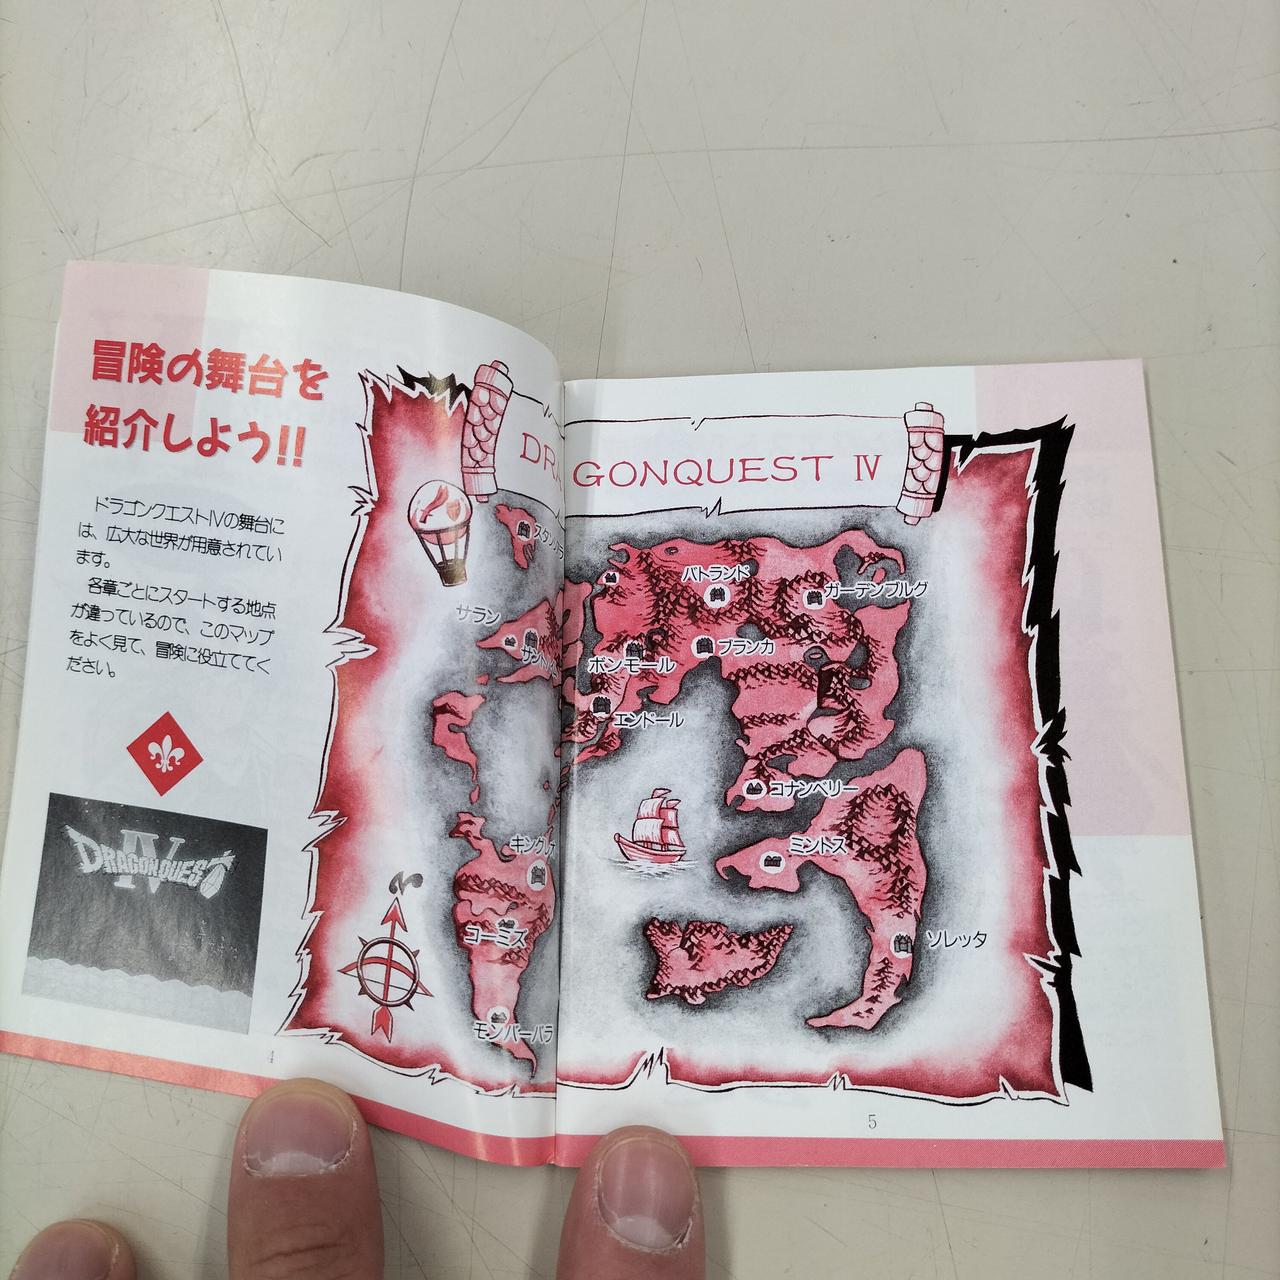 冒険の舞台を
紹介しよう!!
ドラゴンクエストIVの舞台に
は、広大な世界が用意されてい
ます。
各章ごとにスタートする地点
が違っているので、このマップ
をよく見て、冒険に役立ててく
ださい。
DRAGONQUEST IV
DRAGONQUEST IV
バトランド
ガーデンブルグ
サラン
ボンモール
ブランカ
エンドール
コナンベリー
ミントス
コーミズ
ソレッタ
モンバーバラ
4
5